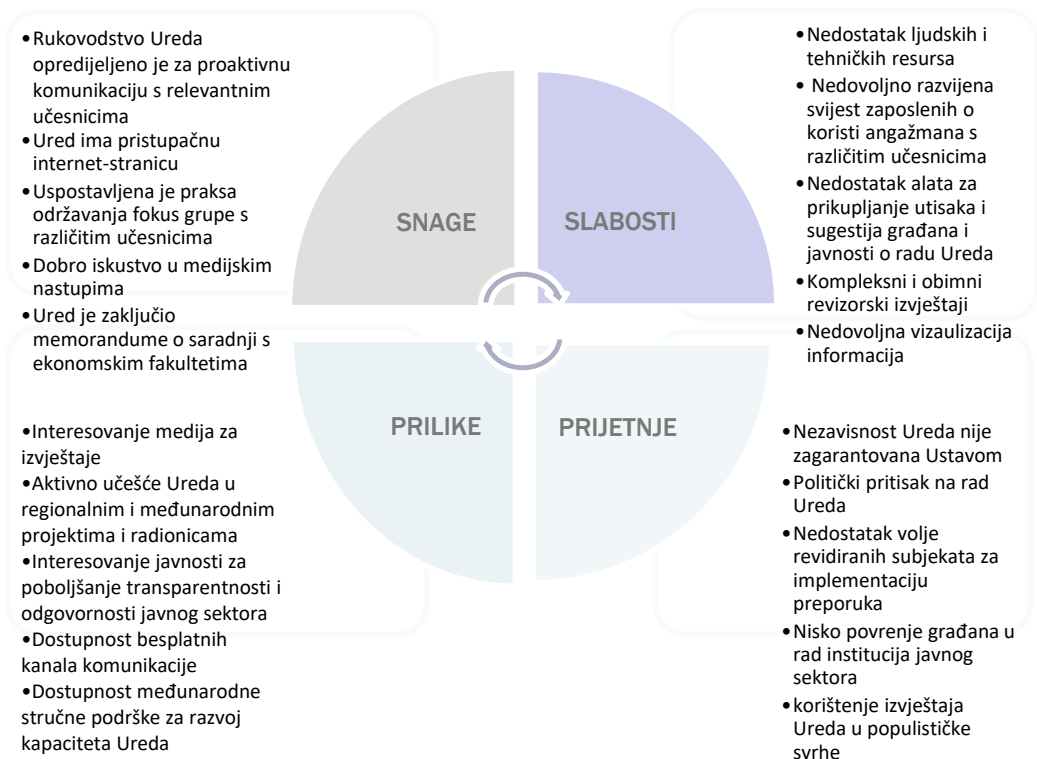 •Rukovodstvo Ureda
opredijeljeno je za proaktivnu
komunikaciju s relevantnim
učesnicima
•Ured ima pristupačnu
internet-stranicu
•Uspostavljena je praksa
održavanja fokus grupe s
različitim učesnicima
•Dobro iskustvo u medijskim
nastupima
•Ured je zaključio
memorandume o saradnji s
ekonomskim fakultetima
SNAGE
•Nedostatak ljudskih i
tehničkih resursa
• Nedovoljno razvijena
svijest zaposlenih o
koristi angažmana s
različitim učesnicima
•Nedostatak alata za
prikupljanje utisaka i
sugestija građana i
javnosti o radu Ureda
•Kompleksni i obimni
revizorski izvještaji
•Nedovoljna vizaulizacija
informacija
SLABOSTI
•Interesovanje medija za
izvještaje
•Aktivno učešće Ureda u
regionalnim i međunarodnim
projektima i radionicama
•Interesovanje javnosti za
poboljšanje transparentnosti i
odgovornosti javnog sektora
•Dostupnost besplatnih
kanala komunikacije
•Dostupnost međunarodne
stručne podrške za razvoj
kapaciteta Ureda
PRILIKE
PRIJETNJE
•Nezavisnost Ureda nije
zagarantovana Ustavom
•Politički pritisak na rad
Ureda
•Nedostatak volje
revidiranih subjekata za
implementaciju
preporuka
•Nisko povrenje građana u
rad institucija javnog
sektora
•korištenje izvještaja
Ureda u populističke
svrhe